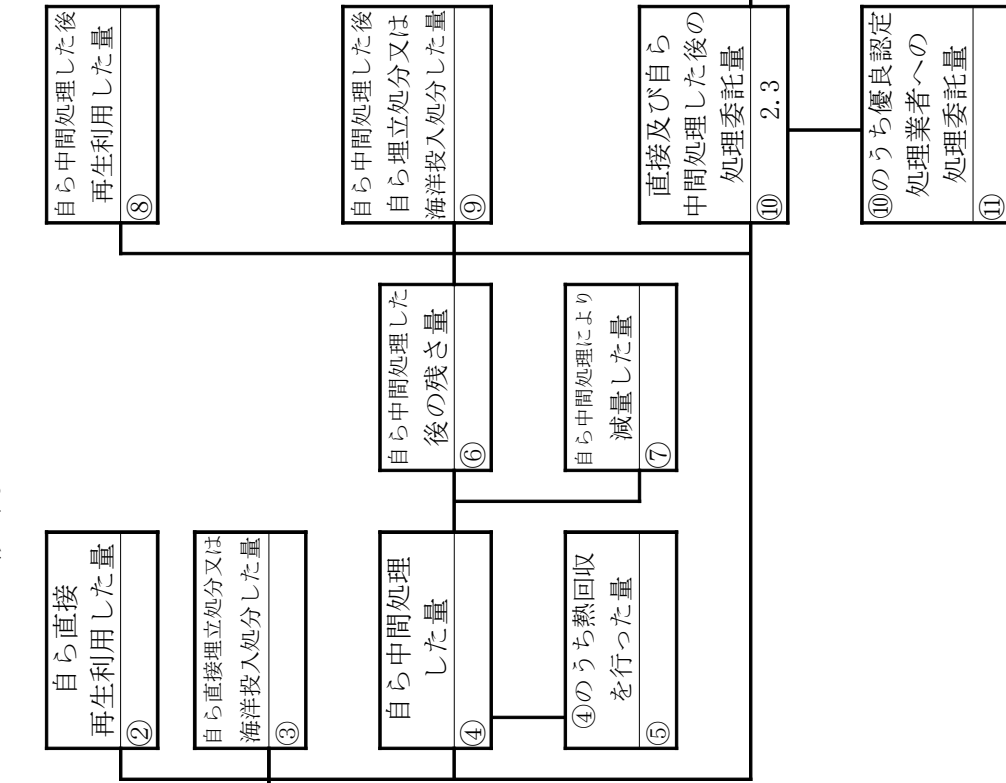 自ら直接
再生利用した量
②
自ら直接埋立処分又は
海洋投入処分した量
③
自ら中間処理
した量
④
④のうち熱回収
を行った量
⑤
自ら中間処理した
後の残さ量
⑥
自ら中間処理により
減量した量
⑦
自ら中間処理した後
再生利用した量
⑧
自ら中間処理した後
自ら埋立処分又は
海洋投入処分した量
⑨
直接及び自ら
中間処理した後の
処理委託量
⑩ 2.3
⑩のうち優良認定
処理業者への
処理委託量
⑪